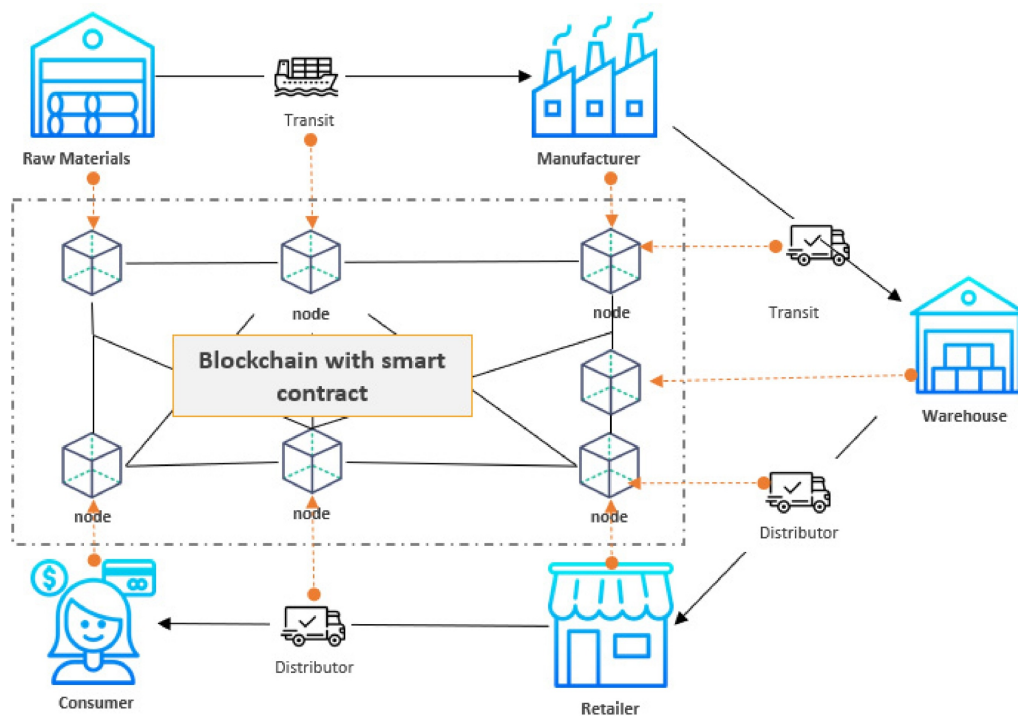 Transit
Raw Materials
Manufacturer
node
node
Transit
Blockchain with smart
contract
Warehouse
node
node
node
Distributor
Distributor
Consumer
Retailer
$